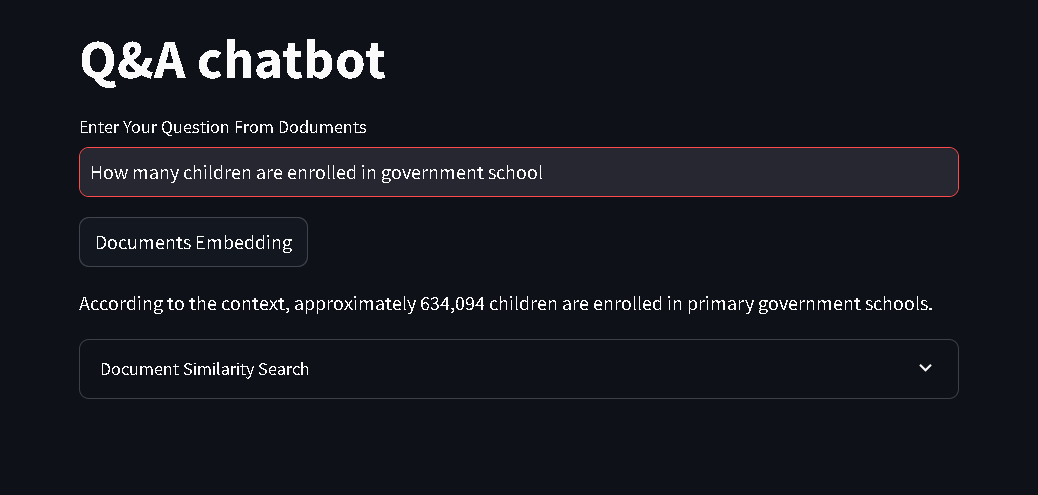 Q&A chatbot
Enter Your Question From Doduments
How many children are enrolled in government school
Documents Embedding
According to the context, approximately 634,094 children are enrolled in primary government schools.
Document Similarity Search